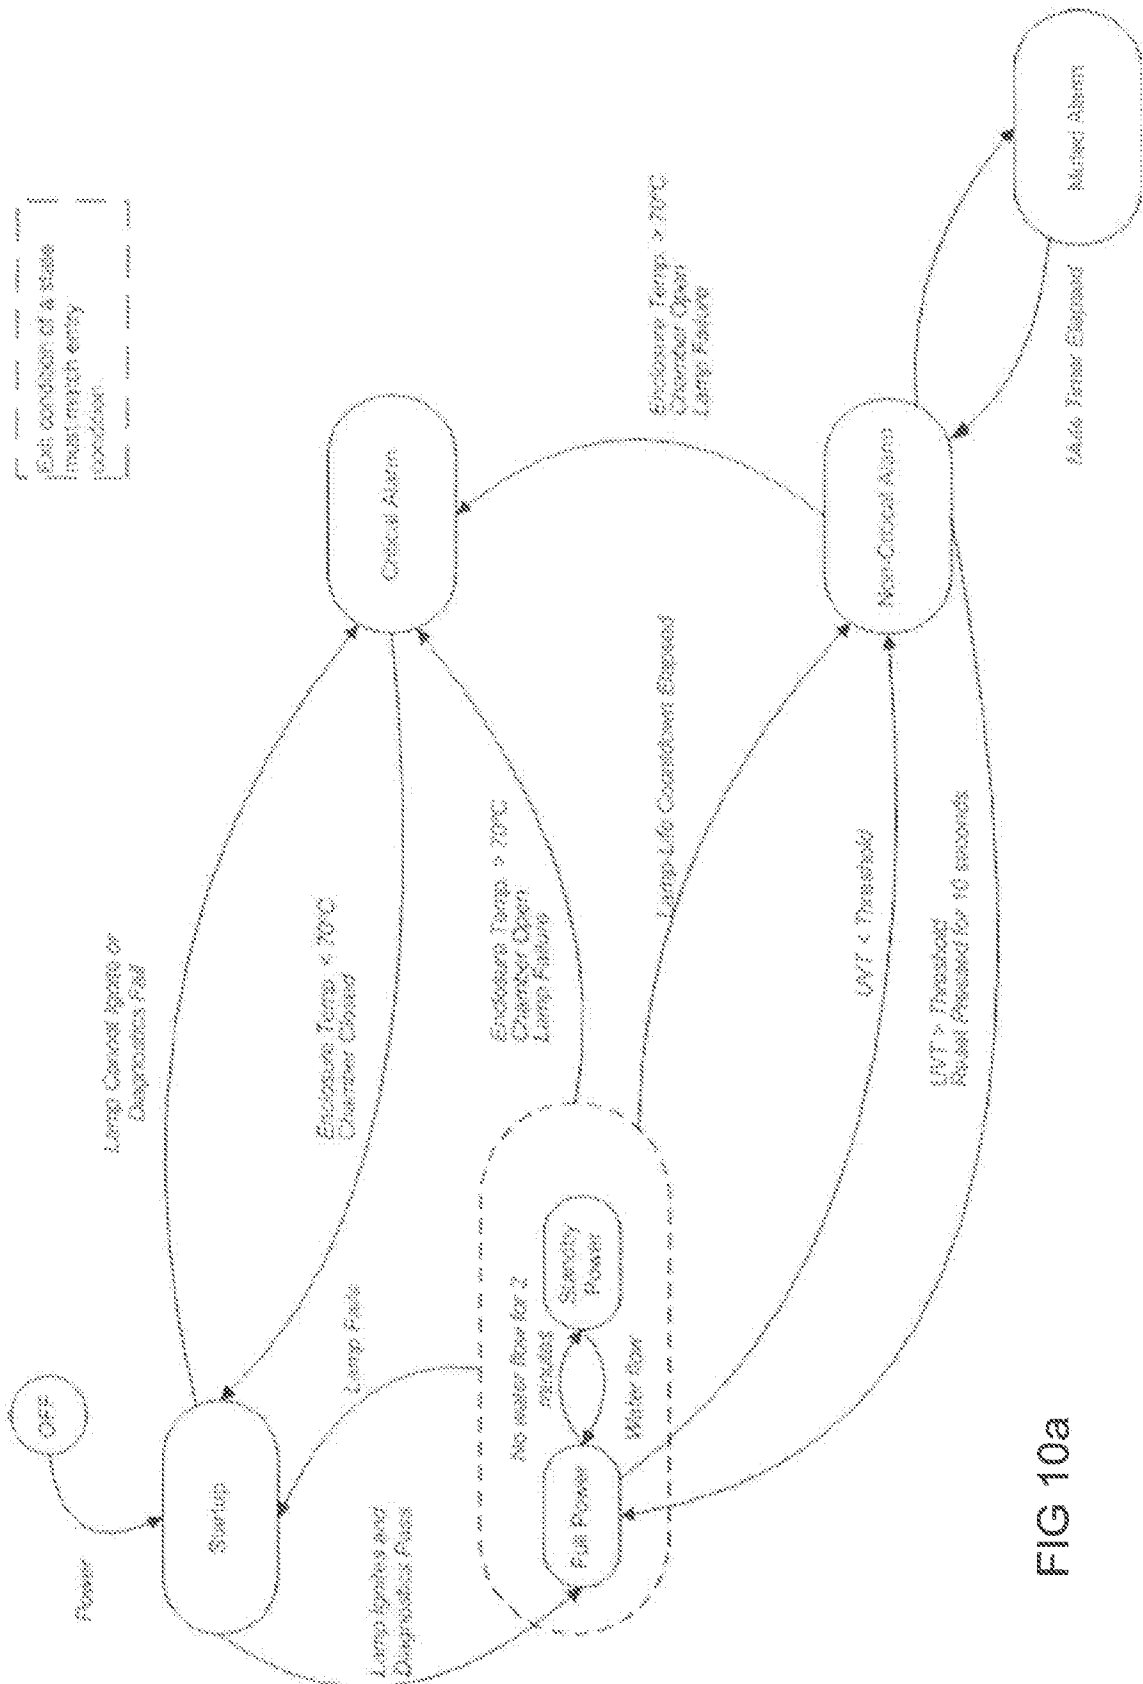 Exit condition of a state
must match entry
condition.
OFF
Power
Startup
Lamp Cannot Ignite or
Diagnostics Fail
Critical Alarm
Enclosure Temp. < 70°C
Chamber Closed
Lamp Fails
Lamp Ignites and
Diagnostics Pass
No water flow for 2
minutes
Full Power
Standby
Power
Water flow
Enclosure Temp. > 70°C
Chamber Open
Lamp Failure
Enclosure Temp. > 70°C
Chamber Open
Lamp Failure
Lamp-Life Countdown Elapsed
UVT < Threshold
UVT > Threshold
Reset Pressed for 10 seconds
Non-Critical Alarm
Mute Timer Elapsed
Muted Alarm
FIG 10a